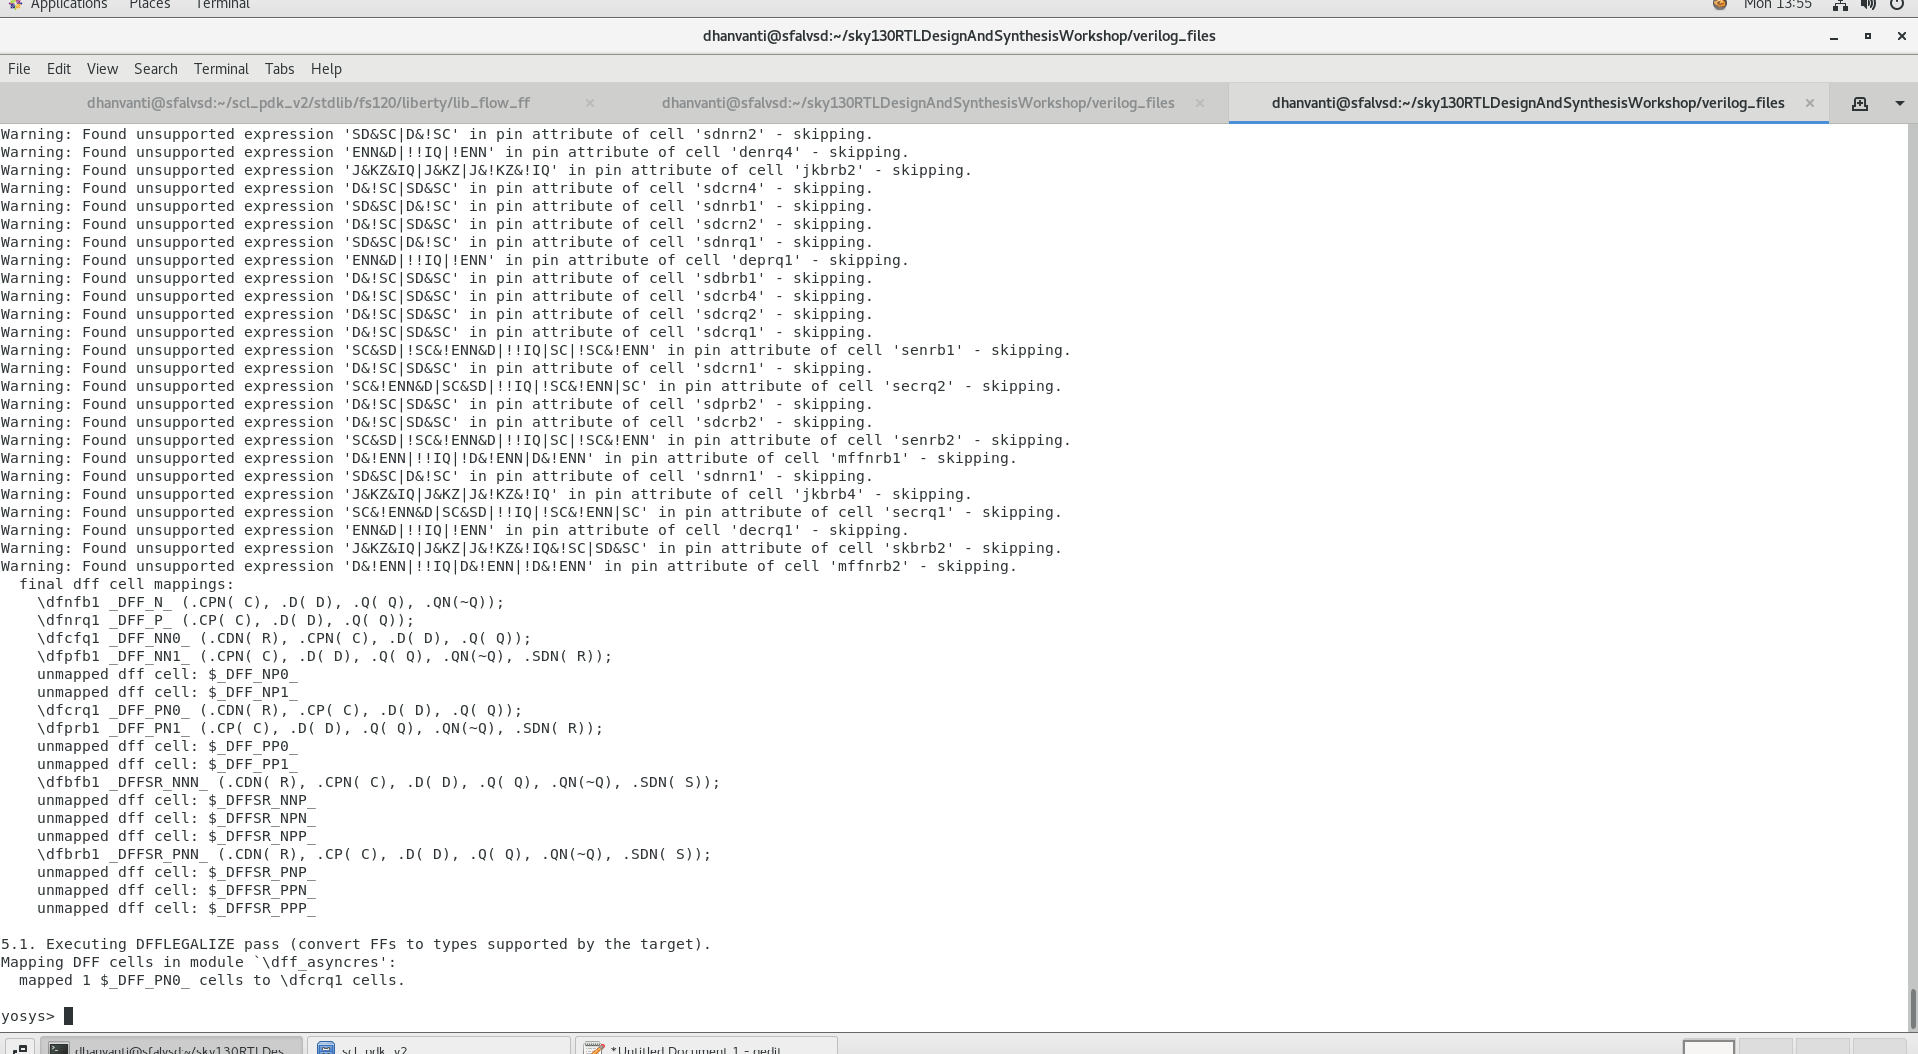 Applications Places Terminal Mon 13:55
dhanvanti@sfalvsd:~/sky130RTLDesignAndSynthesisWorkshop/verilog_files
File Edit View Search Terminal Tabs Help
dhanvanti@sfalvsd:~/scl_pdk_v2/stdlib/fs120/liberty/lib_flow_ff × dhanvanti@sfalvsd:~/sky130RTLDesignAndSynthesisWorkshop/verilog_files × dhanvanti@sfalvsd:~/sky130RTLDesignAndSynthesisWorkshop/verilog_files ×
Warning: Found unsupported expression 'SD&SC|D&!SC' in pin attribute of cell 'sdnrn2' - skipping.
Warning: Found unsupported expression 'ENN&D|!!IQ|!ENN' in pin attribute of cell 'denrq4' - skipping.
Warning: Found unsupported expression 'J&KZ&IQ|J&KZ|J&!KZ&!IQ' in pin attribute of cell 'jkbrb2' - skipping.
Warning: Found unsupported expression 'D&!SC|SD&SC' in pin attribute of cell 'sdcrn4' - skipping.
Warning: Found unsupported expression 'SD&SC|D&!SC' in pin attribute of cell 'sdnrb1' - skipping.
Warning: Found unsupported expression 'D&!SC|SD&SC' in pin attribute of cell 'sdcrn2' - skipping.
Warning: Found unsupported expression 'SD&SC|D&!SC' in pin attribute of cell 'sdnrq1' - skipping.
Warning: Found unsupported expression 'ENN&D|!!IQ|!ENN' in pin attribute of cell 'deprq1' - skipping.
Warning: Found unsupported expression 'D&!SC|SD&SC' in pin attribute of cell 'sdbrb1' - skipping.
Warning: Found unsupported expression 'D&!SC|SD&SC' in pin attribute of cell 'sdcrb4' - skipping.
Warning: Found unsupported expression 'D&!SC|SD&SC' in pin attribute of cell 'sdcrq2' - skipping.
Warning: Found unsupported expression 'D&!SC|SD&SC' in pin attribute of cell 'sdcrq1' - skipping.
Warning: Found unsupported expression 'SC&SD|!SC&!ENN&D|!!IQ|SC|!SC&!ENN' in pin attribute of cell 'senrb1' - skipping.
Warning: Found unsupported expression 'D&!SC|SD&SC' in pin attribute of cell 'sdcrn1' - skipping.
Warning: Found unsupported expression 'SC&!ENN&D|SC&SD|!!IQ|!SC&!ENN|SC' in pin attribute of cell 'secrq2' - skipping.
Warning: Found unsupported expression 'D&!SC|SD&SC' in pin attribute of cell 'sdprb2' - skipping.
Warning: Found unsupported expression 'D&!SC|SD&SC' in pin attribute of cell 'sdcrb2' - skipping.
Warning: Found unsupported expression 'SC&SD|!SC&!ENN&D|!!IQ|SC|!SC&!ENN' in pin attribute of cell 'senrb2' - skipping.
Warning: Found unsupported expression 'D&!ENN|!!IQ|!D&!ENN|D&!ENN' in pin attribute of cell 'mffnrb1' - skipping.
Warning: Found unsupported expression 'SD&SC|D&!SC' in pin attribute of cell 'sdnrn1' - skipping.
Warning: Found unsupported expression 'J&KZ&IQ|J&KZ|J&!KZ&!IQ' in pin attribute of cell 'jkbrb4' - skipping.
Warning: Found unsupported expression 'SC&!ENN&D|SC&SD|!!IQ|!SC&!ENN|SC' in pin attribute of cell 'secrq1' - skipping.
Warning: Found unsupported expression 'ENN&D|!!IQ|!ENN' in pin attribute of cell 'decrq1' - skipping.
Warning: Found unsupported expression 'J&KZ&IQ|J&KZ|J&!KZ&!IQ&!SC|SD&SC' in pin attribute of cell 'skbrb2' - skipping.
Warning: Found unsupported expression 'D&!ENN|!!IQ|D&!ENN|!D&!ENN' in pin attribute of cell 'mffnrb2' - skipping.
  final dff cell mappings:
    \dfnfb1 _DFF_N_ (.CPN( C), .D( D), .Q( Q), .QN(~Q));
    \dfnrq1 _DFF_P_ (.CP( C), .D( D), .Q( Q));
    \dfcfq1 _DFF_NN0_ (.CDN( R), .CPN( C), .D( D), .Q( Q));
    \dfpfb1 _DFF_NN1_ (.CPN( C), .D( D), .Q( Q), .QN(~Q), .SDN( R));
    unmapped dff cell: $_DFF_NP0_
    unmapped dff cell: $_DFF_NP1_
    \dfcrq1 _DFF_PN0_ (.CDN( R), .CP( C), .D( D), .Q( Q));
    \dfprb1 _DFF_PN1_ (.CP( C), .D( D), .Q( Q), .QN(~Q), .SDN( R));
    unmapped dff cell: $_DFF_PP0_
    unmapped dff cell: $_DFF_PP1_
    \dfbfb1 _DFFSR_NNN_ (.CDN( R), .CPN( C), .D( D), .Q( Q), .QN(~Q), .SDN( S));
    unmapped dff cell: $_DFFSR_NNP_
    unmapped dff cell: $_DFFSR_NPN_
    unmapped dff cell: $_DFFSR_NPP_
    \dfbrb1 _DFFSR_PNN_ (.CDN( R), .CP( C), .D( D), .Q( Q), .QN(~Q), .SDN( S));
    unmapped dff cell: $_DFFSR_PNP_
    unmapped dff cell: $_DFFSR_PPN_
    unmapped dff cell: $_DFFSR_PPP_
5.1. Executing DFFLEGALIZE pass (convert FFs to types supported by the target).
Mapping DFF cells in module `\dff_asyncres':
  mapped 1 $_DFF_PN0_ cells to \dfcrq1 cells.
yosys>
dhanvanti@sfalvsd:~/sky130RTLDes... scl_pdk_v2 *Untitled Document 1 - gedit